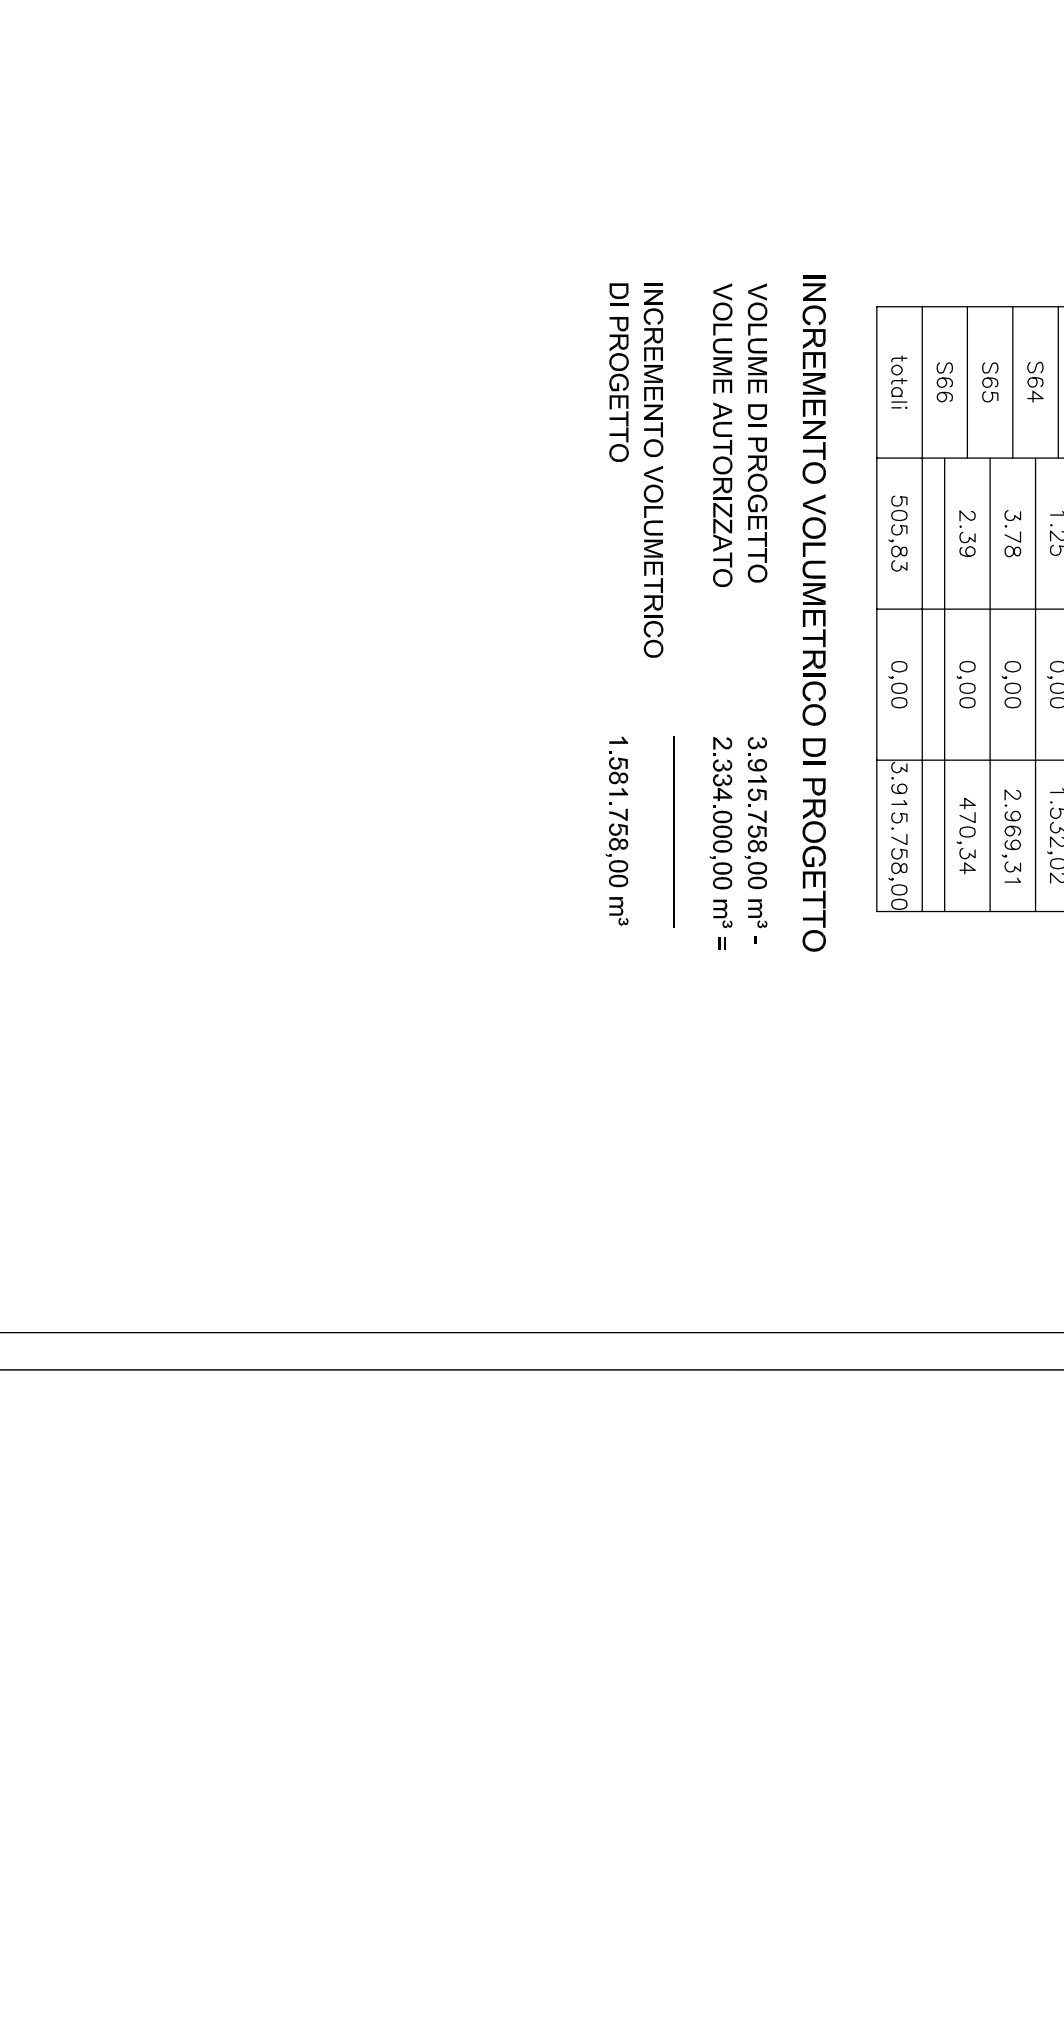 1.25 0,00 1.532,02
S64
3.78 0,00 2.969,31
S65
2.39 0,00 470,34
S66
totali 505,83 0,00 3.915.758,00
INCREMENTO VOLUMETRICO DI PROGETTO
VOLUME DI PROGETTO 3.915.758,00 m³ -
VOLUME AUTORIZZATO 2.334.000,00 m³ =
INCREMENTO VOLUMETRICO
DI PROGETTO 1.581.758,00 m³